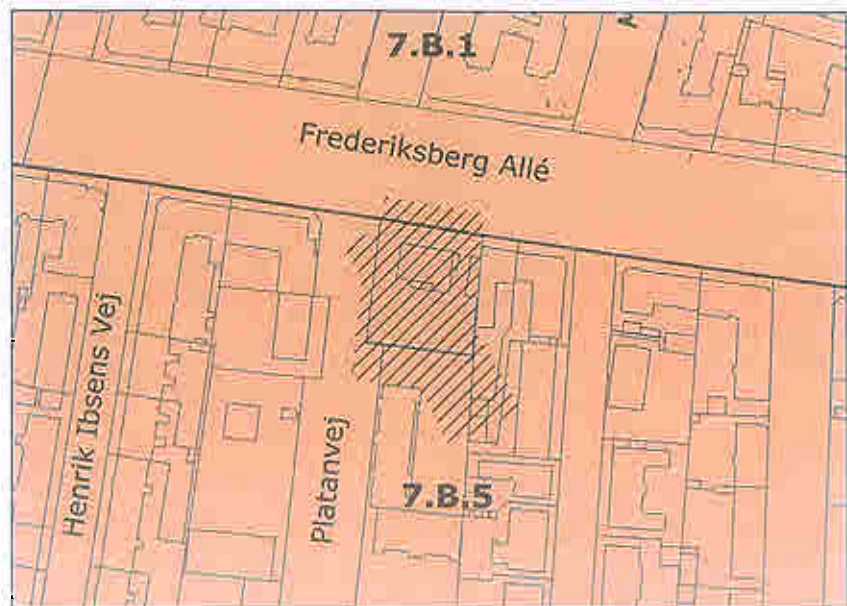 7.B.1
Frederiksberg Allé
Henrik Ibsens Vej
Platanvej
7.B.5